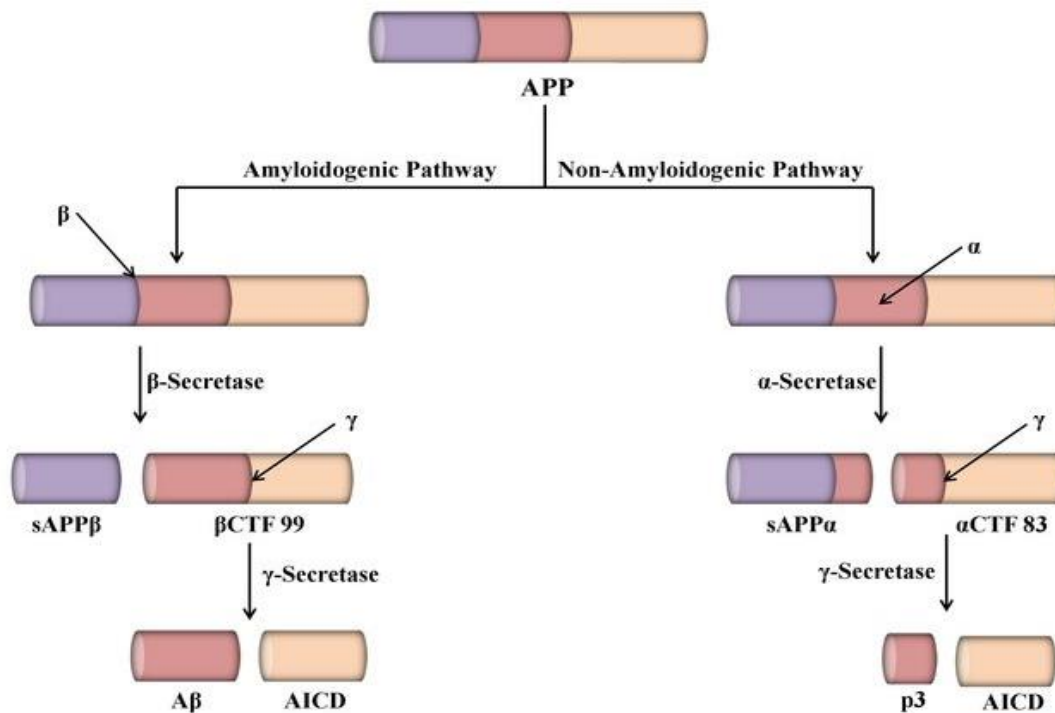 APP
Amyloidogenic Pathway
Non-Amyloidogenic Pathway
β
α
β-Secretase
α-Secretase
γ
γ
sAPPβ
βCTF 99
sAPPα
αCTF 83
γ-Secretase
γ-Secretase
Aβ
AICD
p3
AICD